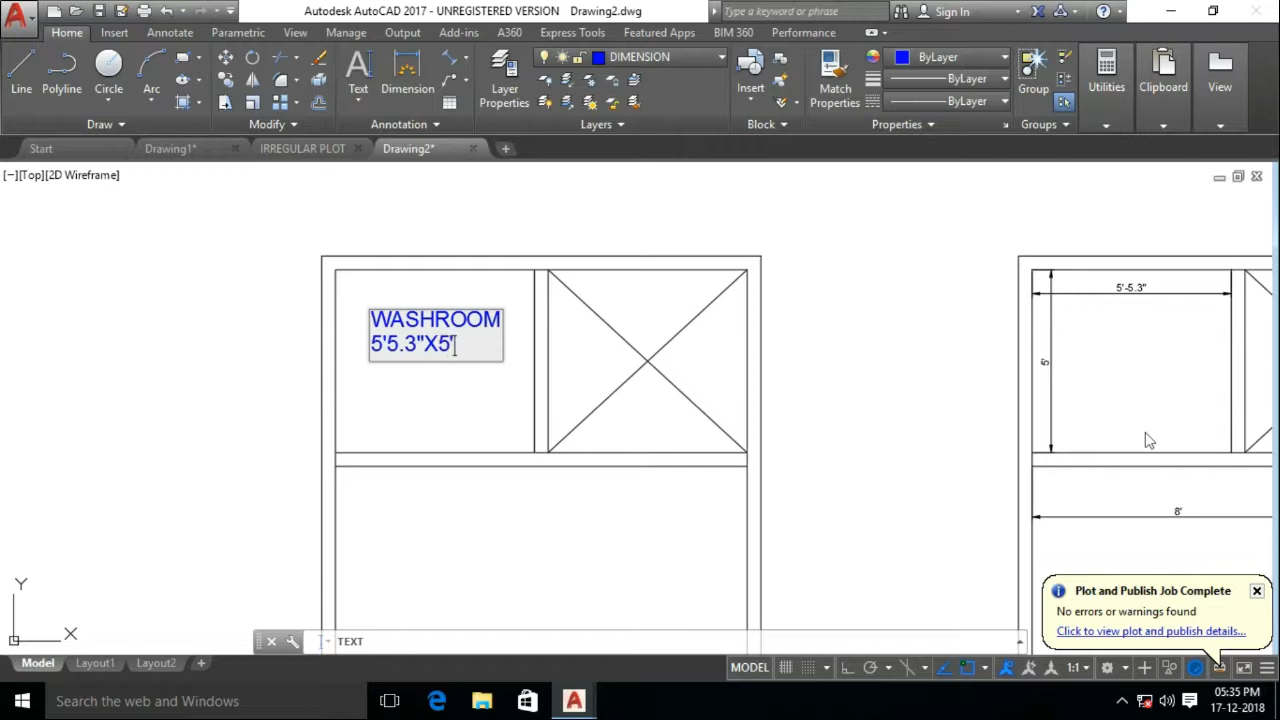 Autodesk AutoCAD 2017 - UNREGISTERED VERSION Drawing2.dwg
Type a keyword or phrase
Sign In
Home Insert Annotate Parametric View Manage Output Add-ins A360 Express Tools Featured Apps BIM 360 Performance
Line Polyline Circle Arc
Draw
Modify
Text Dimension
Annotation
Layer Properties
DIMENSION
Layers
Insert
Block
Match Properties
ByLayer
ByLayer
ByLayer
Properties
Group
Groups
Utilities
Clipboard
View
Start Drawing1* IRREGULAR PLOT Drawing2*
[−][Top][2D Wireframe]
WASHROOM
5'5.3"X5'
5'-5.3"
5'
8'
Y
X
TEXT
Plot and Publish Job Complete
No errors or warnings found
Click to view plot and publish details...
Model Layout1 Layout2
MODEL
1:1
Search the web and Windows
05:35 PM
17-12-2018